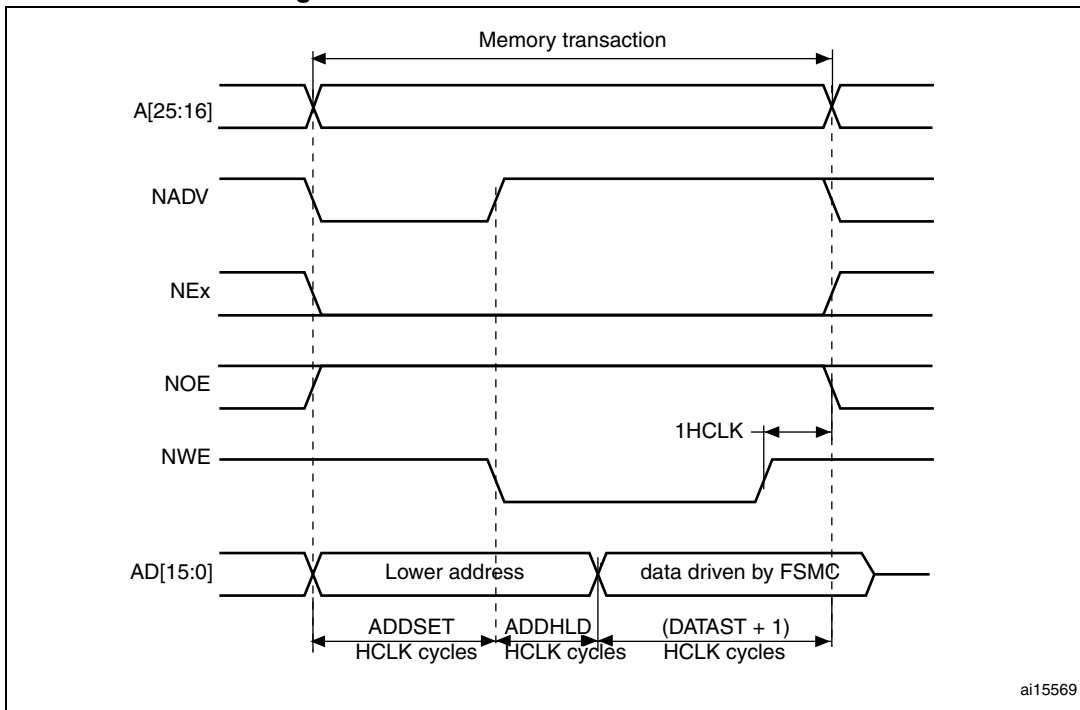 Memory transaction
A[25:16]
NADV
NEx
NOE
1HCLK
NWE
AD[15:0]
Lower address
data driven by FSMC
ADDSET
ADDHLD
(DATAST + 1)
HCLK cycles
HCLK cycles
HCLK cycles
ai15569